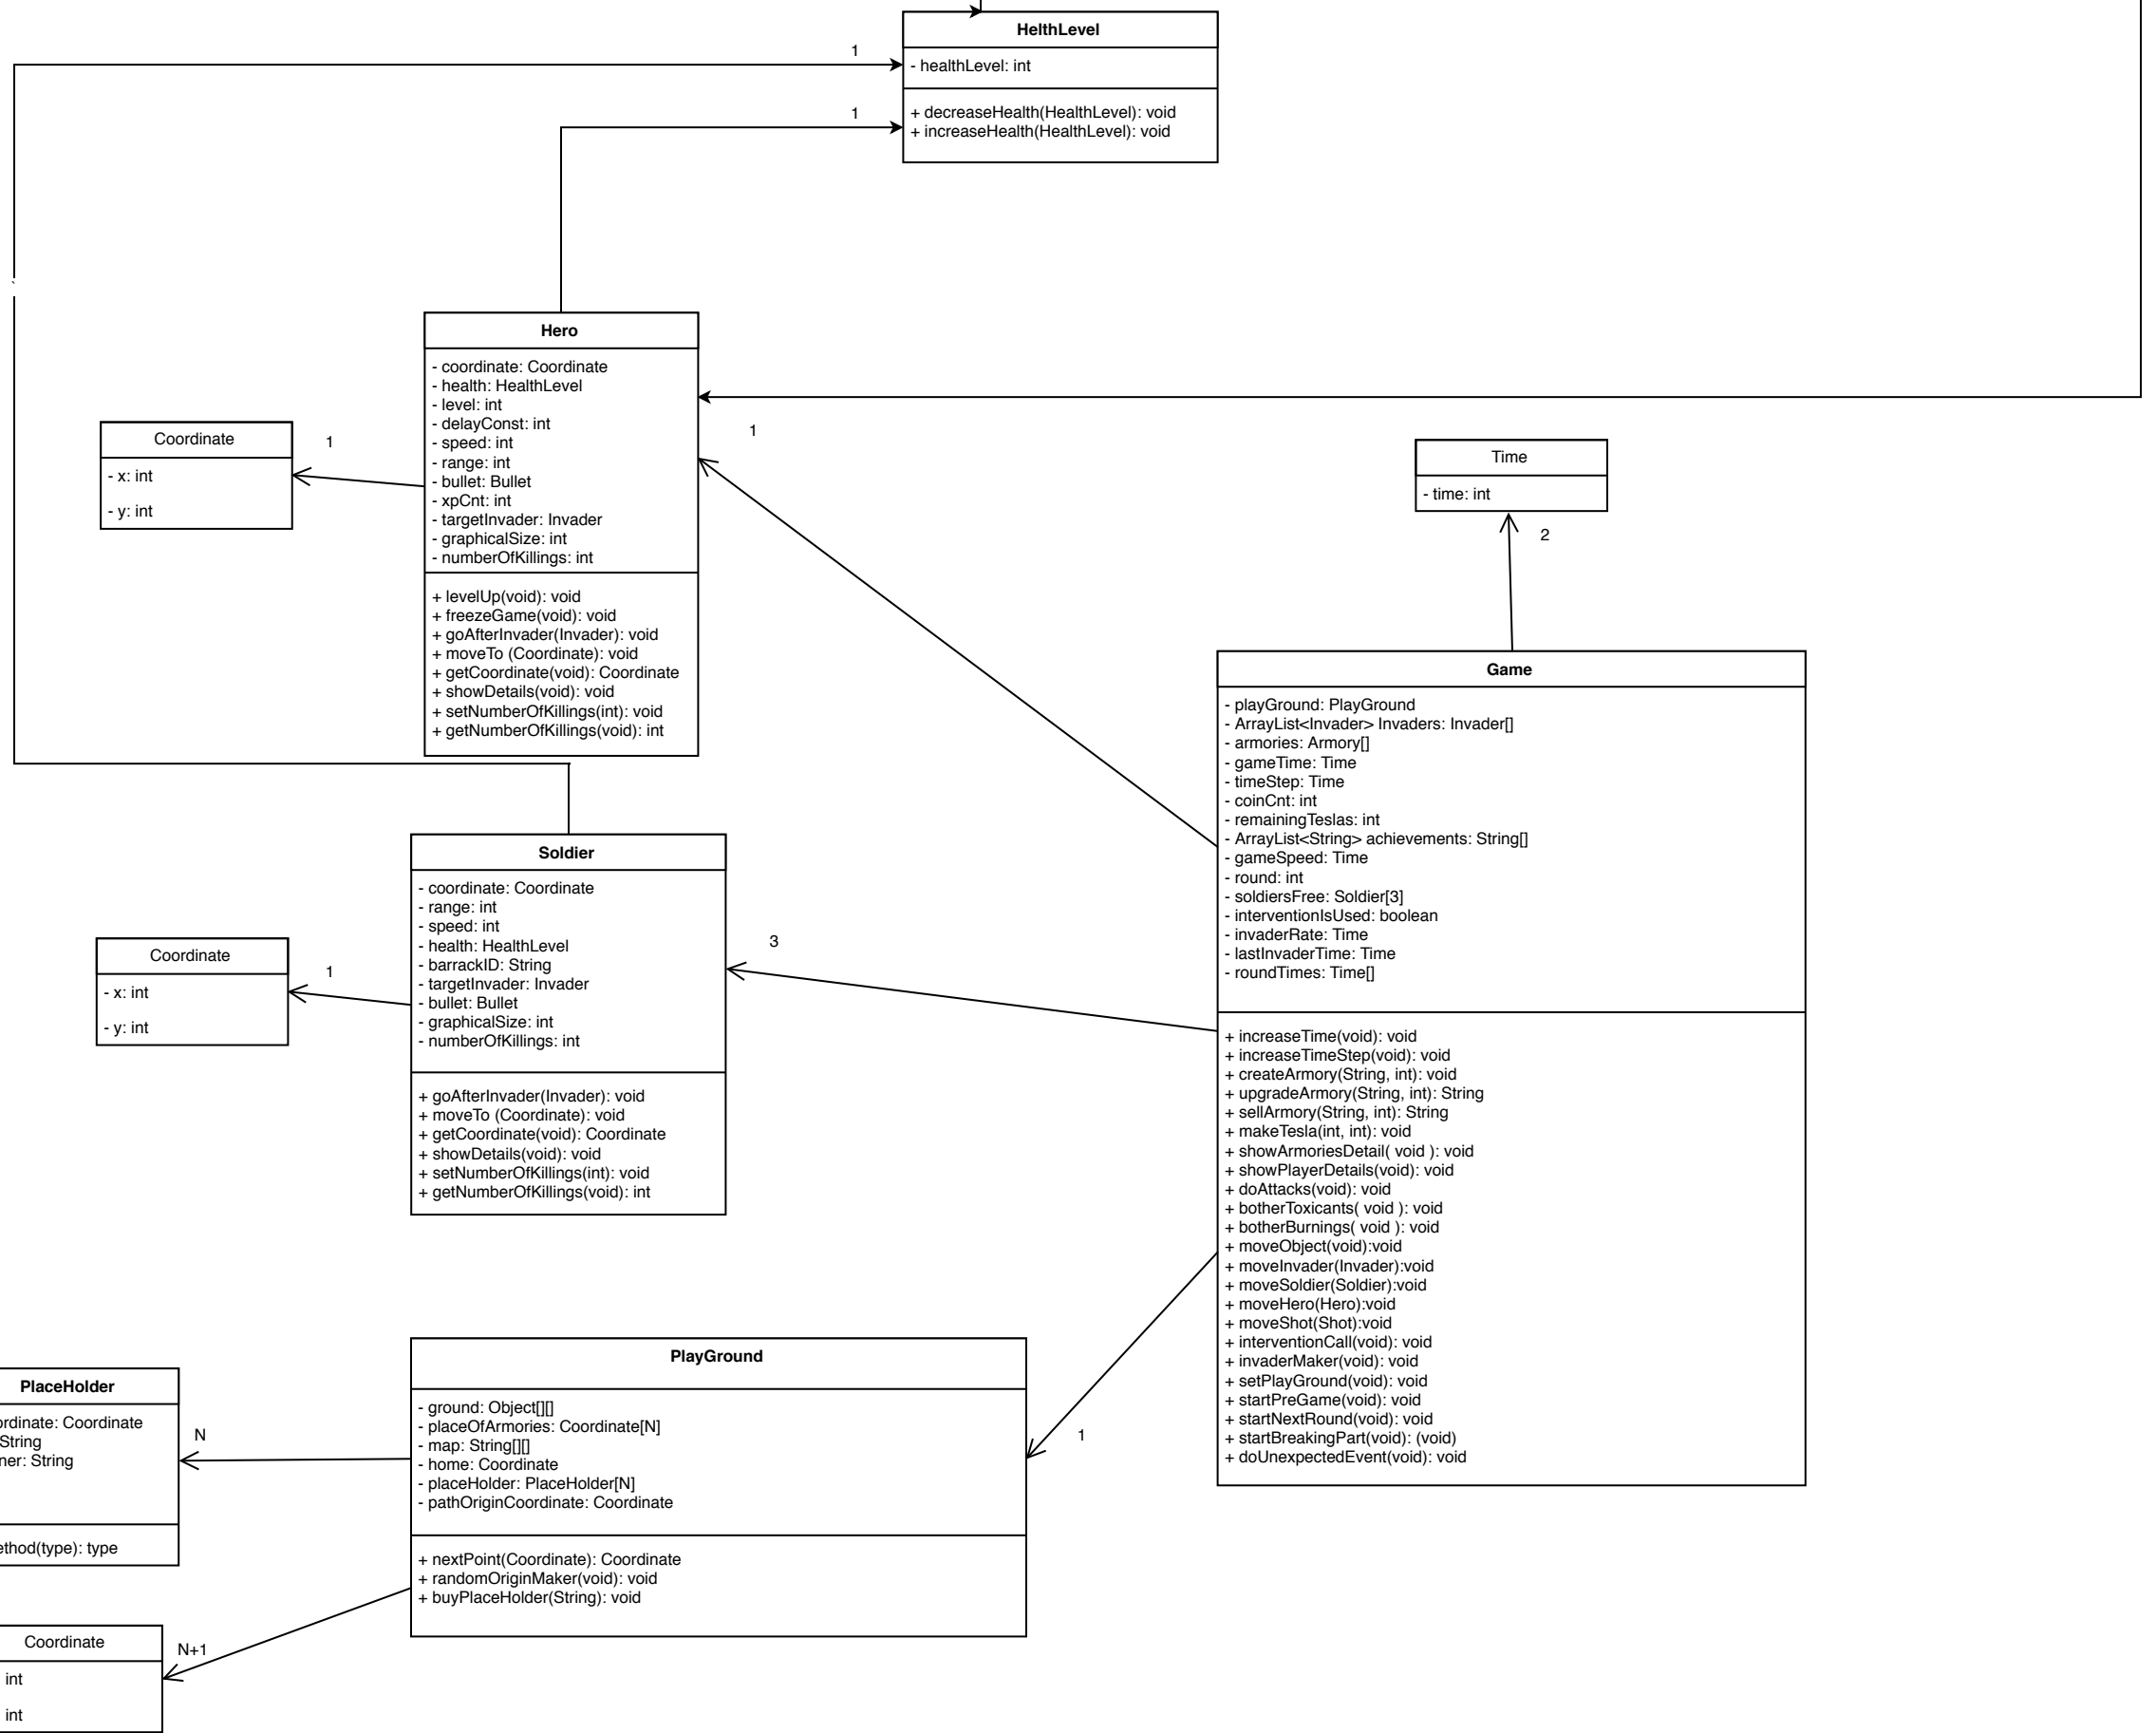 HelthLevel
- healthLevel: int
+ decreaseHealth(HealthLevel): void
+ increaseHealth(HealthLevel): void
1
1
Hero
- coordinate: Coordinate
- health: HealthLevel
- level: int
- delayConst: int
- speed: int
- range: int
- bullet: Bullet
- xpCnt: int
- targetInvader: Invader
- graphicalSize: int
- numberOfKillings: int
+ levelUp(void): void
+ freezeGame(void): void
+ goAfterInvader(Invader): void
+ moveTo (Coordinate): void
+ getCoordinate(void): Coordinate
+ showDetails(void): void
+ setNumberOfKillings(int): void
+ getNumberOfKillings(void): int
Coordinate
- x: int
- y: int
1
1
Time
- time: int
2
Game
- playGround: PlayGround
- ArrayList<Invader> Invaders: Invader[]
- armories: Armory[]
- gameTime: Time
- timeStep: Time
- coinCnt: int
- remainingTeslas: int
- ArrayList<String> achievements: String[]
- gameSpeed: Time
- round: int
- soldiersFree: Soldier[3]
- interventionIsUsed: boolean
- invaderRate: Time
- lastInvaderTime: Time
- roundTimes: Time[]
+ increaseTime(void): void
+ increaseTimeStep(void): void
+ createArmory(String, int): void
+ upgradeArmory(String, int): String
+ sellArmory(String, int): String
+ makeTesla(int, int): void
+ showArmoriesDetail( void ): void
+ showPlayerDetails(void): void
+ doAttacks(void): void
+ botherToxicants( void ): void
+ botherBurnings( void ): void
+ moveObject(void):void
+ moveInvader(Invader):void
+ moveSoldier(Soldier):void
+ moveHero(Hero):void
+ moveShot(Shot):void
+ interventionCall(void): void
+ invaderMaker(void): void
+ setPlayGround(void): void
+ startPreGame(void): void
+ startNextRound(void): void
+ startBreakingPart(void): (void)
+ doUnexpectedEvent(void): void
Soldier
- coordinate: Coordinate
- range: int
- speed: int
- health: HealthLevel
- barrackID: String
- targetInvader: Invader
- bullet: Bullet
- graphicalSize: int
- numberOfKillings: int
+ goAfterInvader(Invader): void
+ moveTo (Coordinate): void
+ getCoordinate(void): Coordinate
+ showDetails(void): void
+ setNumberOfKillings(int): void
+ getNumberOfKillings(void): int
3
Coordinate
- x: int
- y: int
1
PlayGround
- ground: Object[][]
- placeOfArmories: Coordinate[N]
- map: String[][]
- home: Coordinate
- placeHolder: PlaceHolder[N]
- pathOriginCoordinate: Coordinate
+ nextPoint(Coordinate): Coordinate
+ randomOriginMaker(void): void
+ buyPlaceHolder(String): void
1
PlaceHolder
ordinate: Coordinate
String
ner: String
ethod(type): type
N
Coordinate
int
int
N+1